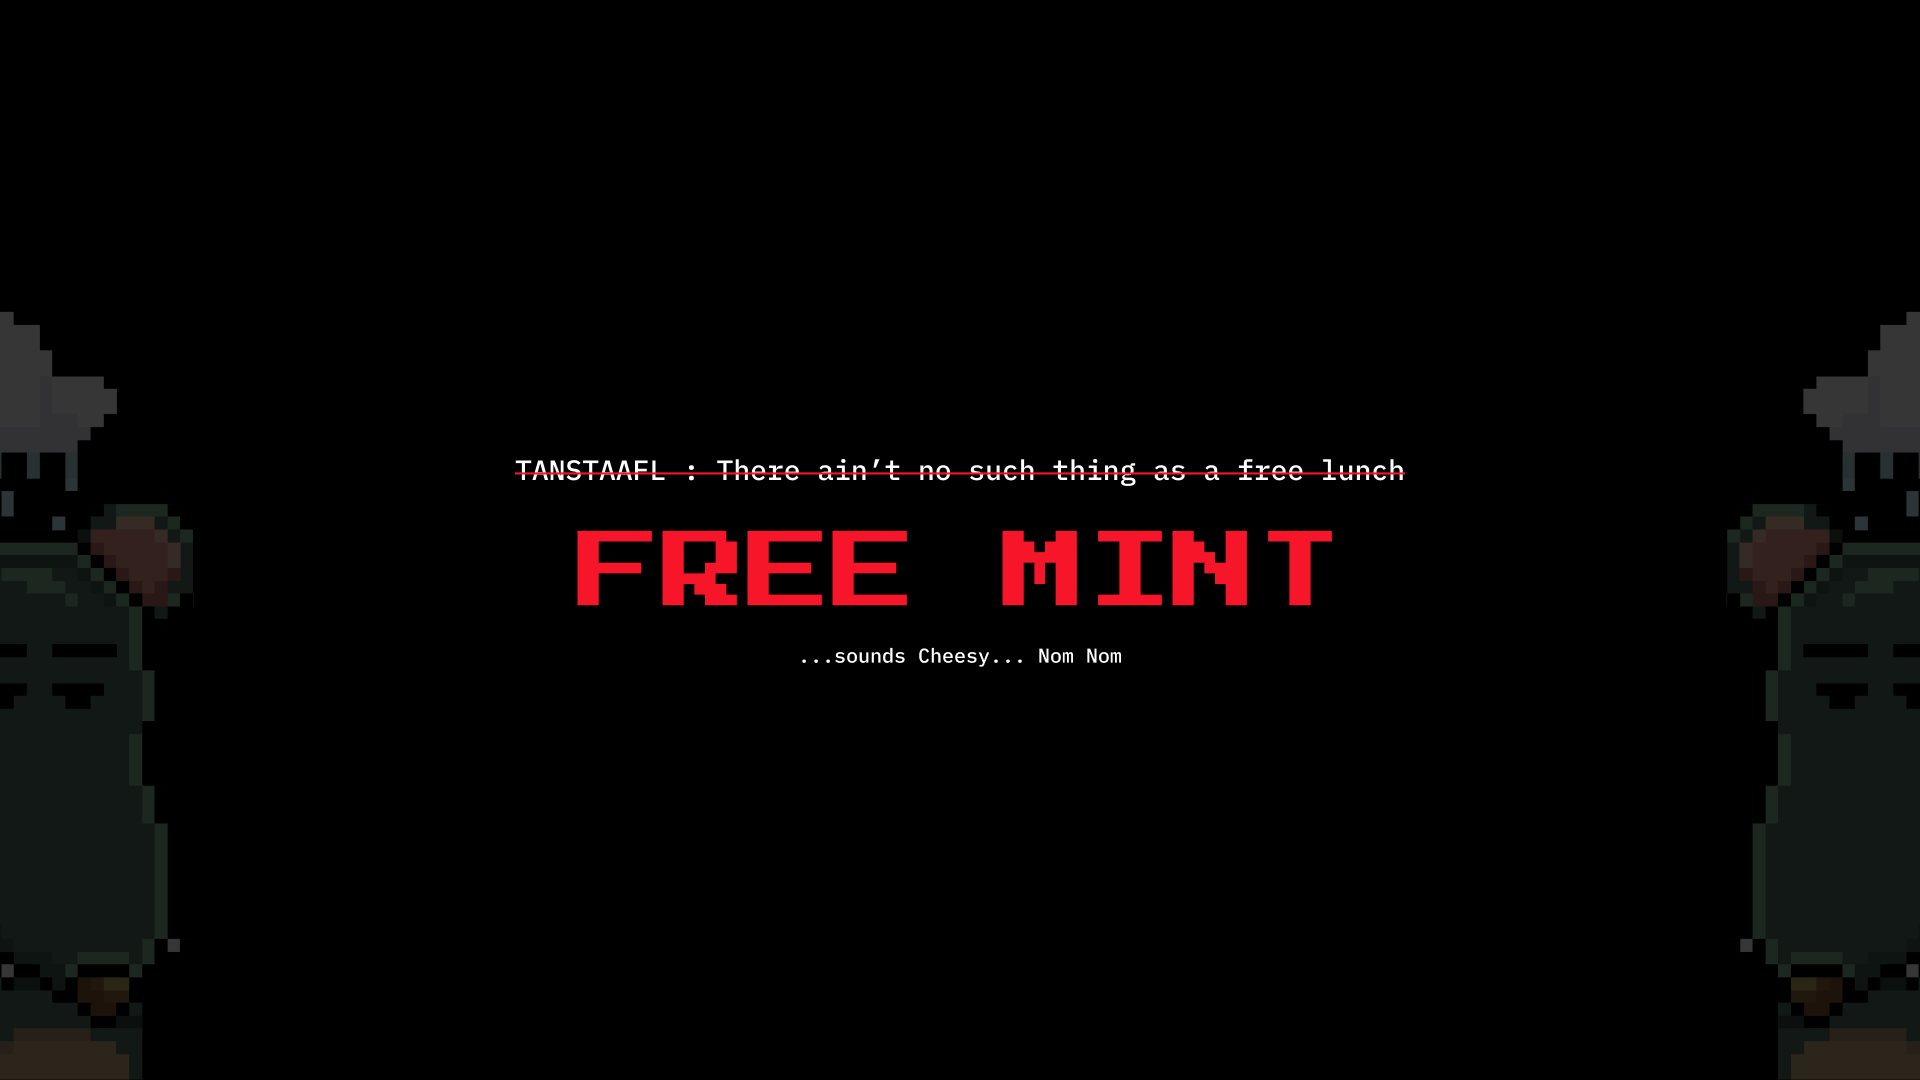 TANSTAAFL : There ain’t no such thing as a free lunch
FREE MINT
...sounds Cheesy... Nom Nom